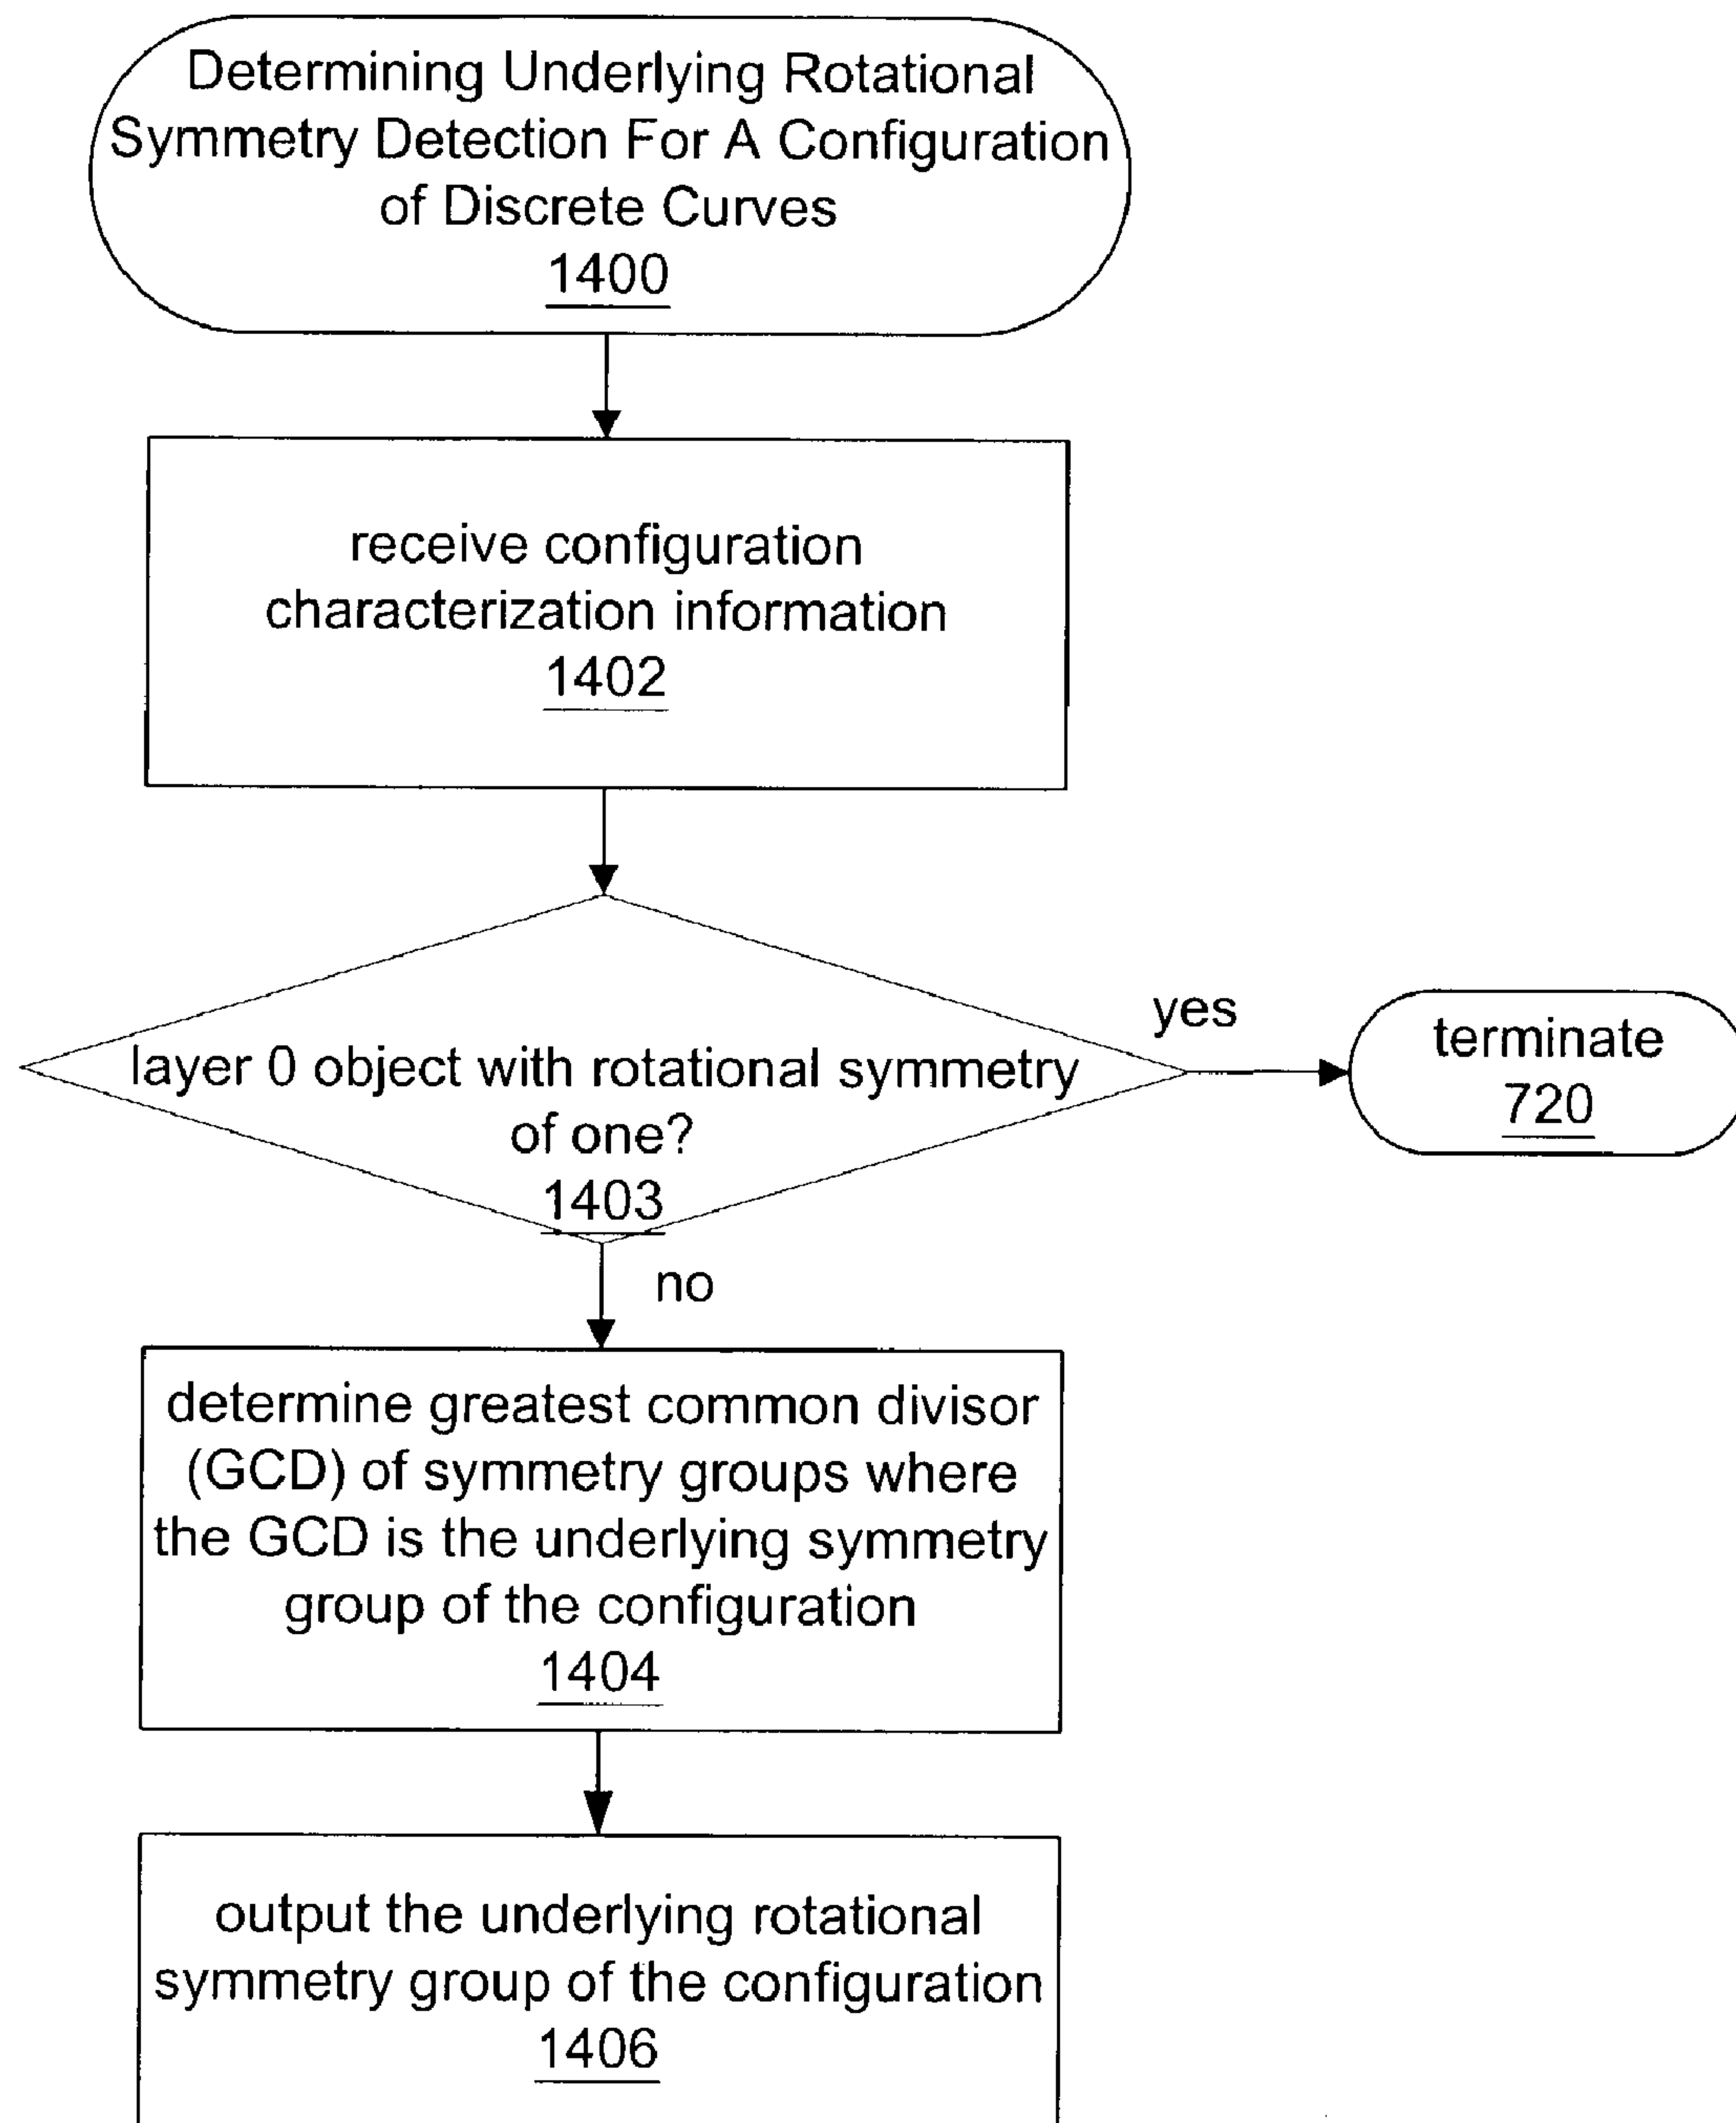 Determining Underlying Rotational
Symmetry Detection For A Configuration
of Discrete Curves
1400
receive configuration
characterization information
1402
layer 0 object with rotational symmetry
of one?
1403
yes
terminate
720
no
determine greatest common divisor
(GCD) of symmetry groups where
the GCD is the underlying symmetry
group of the configuration
1404
output the underlying rotational
symmetry group of the configuration
1406